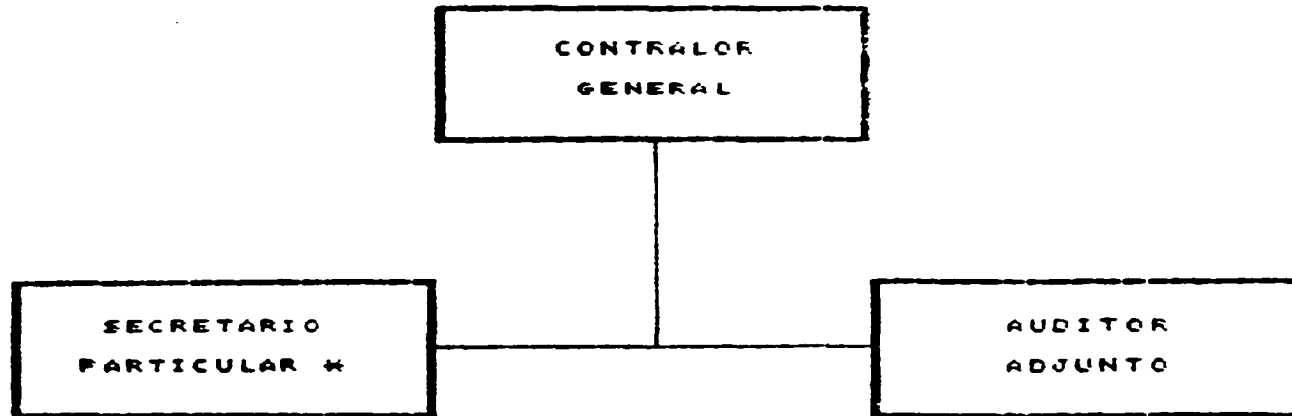 CONTRALOR
GENERAL
SECRETARIO
PARTICULAR *
AUDITOR
ADJUNTO